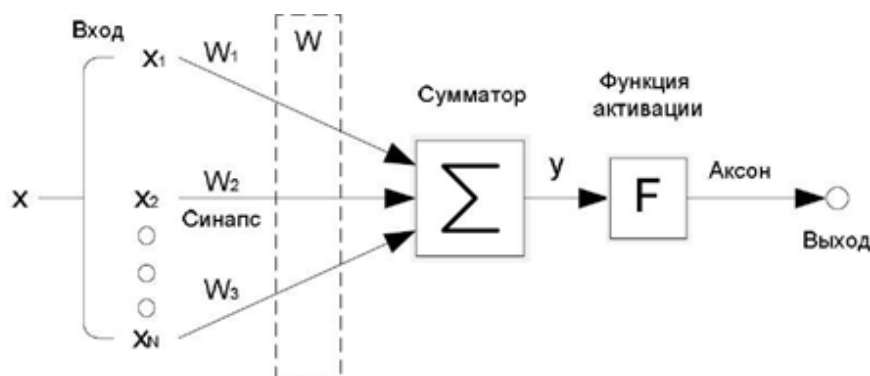 Вход
W
x₁
W₁
Сумматор
Функция
активации
x
x₂
W₂
Синапс
Σ
y
F
Аксон
Выход
W₃
xN